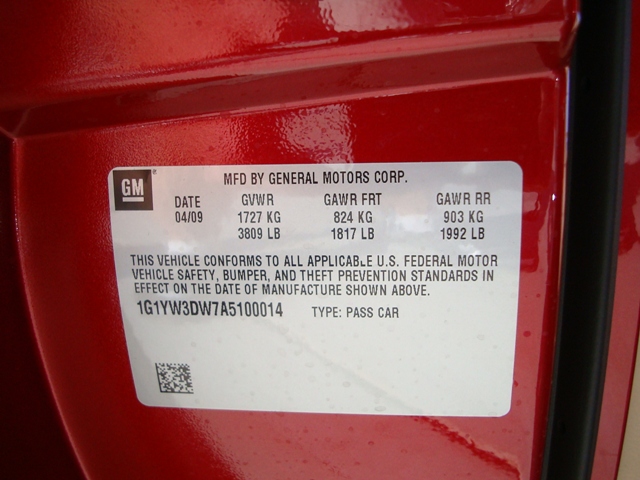 GM
MFD BY GENERAL MOTORS CORP.
DATE GVWR GAWR FRT GAWR RR
04/09 1727 KG 824 KG 903 KG
3809 LB 1817 LB 1992 LB
THIS VEHICLE CONFORMS TO ALL APPLICABLE U.S. FEDERAL MOTOR
VEHICLE SAFETY, BUMPER, AND THEFT PREVENTION STANDARDS IN
EFFECT ON THE DATE OF MANUFACTURE SHOWN ABOVE.
1G1YW3DW7A5100014 TYPE: PASS CAR